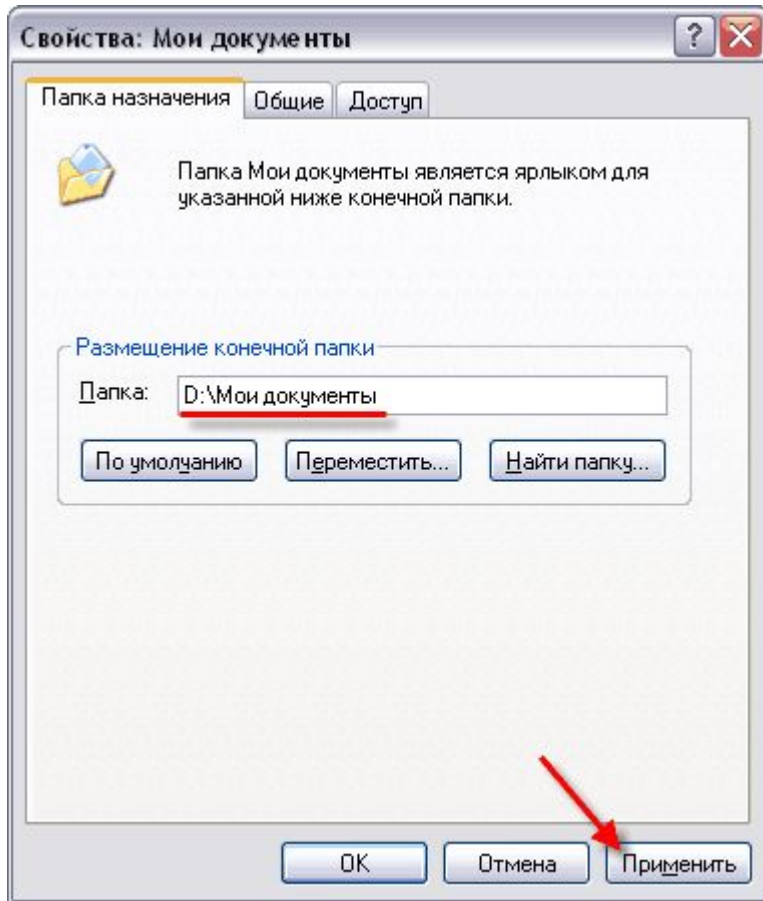 Свойства: Мои документы
Папка назначения Общие Доступ
Папка Мои документы является ярлыком для
указанной ниже конечной папки.
Размещение конечной папки
Папка: D:\Мои документы
По умолчанию Переместить... Найти папку...
OK Отмена Применить